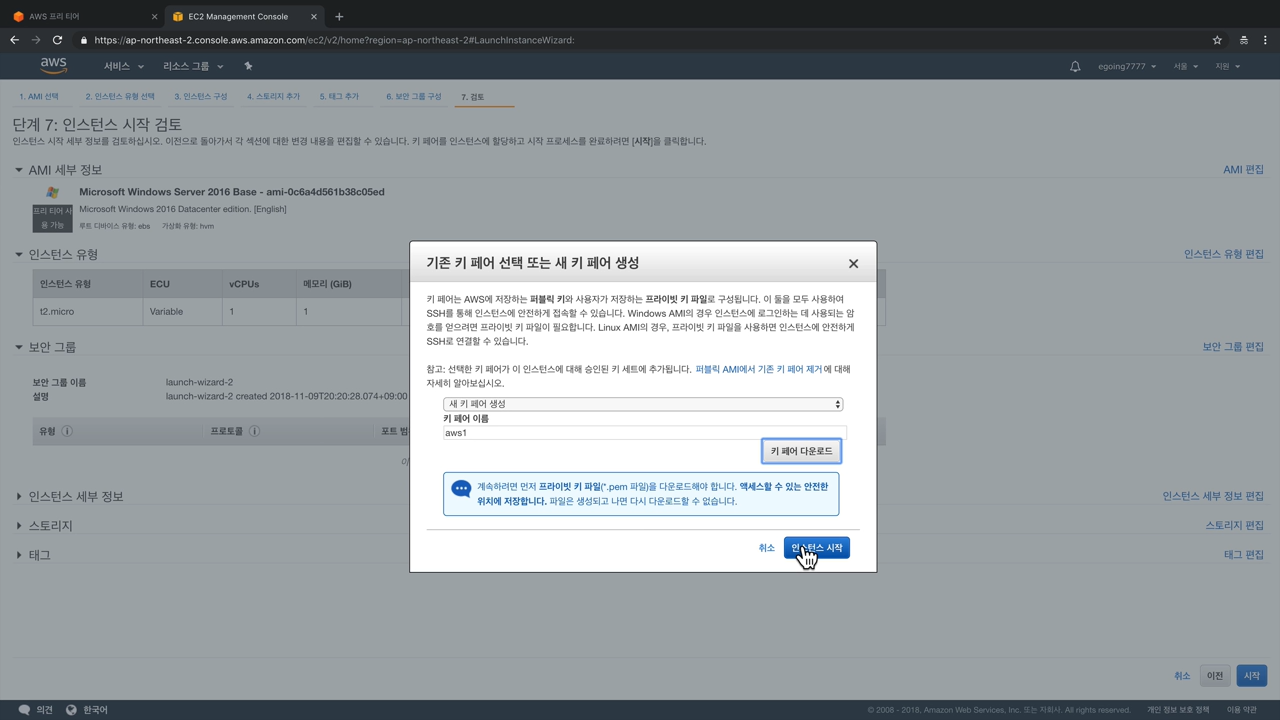 AWS 프리 티어
EC2 Management Console
https://ap-northeast-2.console.aws.amazon.com/ec2/v2/home?region=ap-northeast-2#LaunchInstanceWizard:
aws 서비스 리소스 그룹 egoing7777 서울 지원
1. AMI 선택 2. 인스턴스 유형 선택 3. 인스턴스 구성 4. 스토리지 추가 5. 태그 추가 6. 보안 그룹 구성 7. 검토
단계 7: 인스턴스 시작 검토
인스턴스 시작 세부 정보를 검토하십시오. 이전으로 돌아가서 각 섹션에 대한 변경 내용을 편집할 수 있습니다. 키 페어를 인스턴스에 할당하고 시작 프로세스를 완료하려면 [시작]을 클릭합니다.
AMI 세부 정보 AMI 편집
Microsoft Windows Server 2016 Base - ami-0c6a4d561b38c05ed
프리 티어 사
용 가능
Microsoft Windows 2016 Datacenter edition. [English]
루트 디바이스 유형: ebs 가상화 유형: hvm
인스턴스 유형 인스턴스 유형 편집
인스턴스 유형 ECU vCPUs 메모리 (GiB)
t2.micro Variable 1 1
보안 그룹 보안 그룹 편집
보안 그룹 이름 launch-wizard-2
설명 launch-wizard-2 created 2018-11-09T20:20:28.074+09:00
유형 프로토콜 포트 범
기존 키 페어 선택 또는 새 키 페어 생성
키 페어는 AWS에 저장하는 퍼블릭 키와 사용자가 저장하는 프라이빗 키 파일로 구성됩니다. 이 둘을 모두 사용하여
SSH를 통해 인스턴스에 안전하게 접속할 수 있습니다. Windows AMI의 경우 인스턴스에 로그인하는 데 사용되는 암
호를 얻으려면 프라이빗 키 파일이 필요합니다. Linux AMI의 경우, 프라이빗 키 파일을 사용하면 인스턴스에 안전하게
SSH로 연결할 수 있습니다.
참고: 선택한 키 페어가 이 인스턴스에 대해 승인된 키 세트에 추가됩니다. 퍼블릭 AMI에서 기존 키 페어 제거에 대해
자세히 알아보십시오.
새 키 페어 생성
키 페어 이름
aws1
키 페어 다운로드
계속하려면 먼저 프라이빗 키 파일(*.pem 파일)을 다운로드해야 합니다. 액세스할 수 있는 안전한
위치에 저장합니다. 파일은 생성되고 나면 다시 다운로드할 수 없습니다.
취소 인스턴스 시작
인스턴스 세부 정보 인스턴스 세부 정보 편집
스토리지 스토리지 편집
태그 태그 편집
취소 이전 시작
의견 한국어 © 2008 - 2018, Amazon Web Services, Inc. 또는 자회사. All rights reserved. 개인 정보 보호 정책 이용 약관